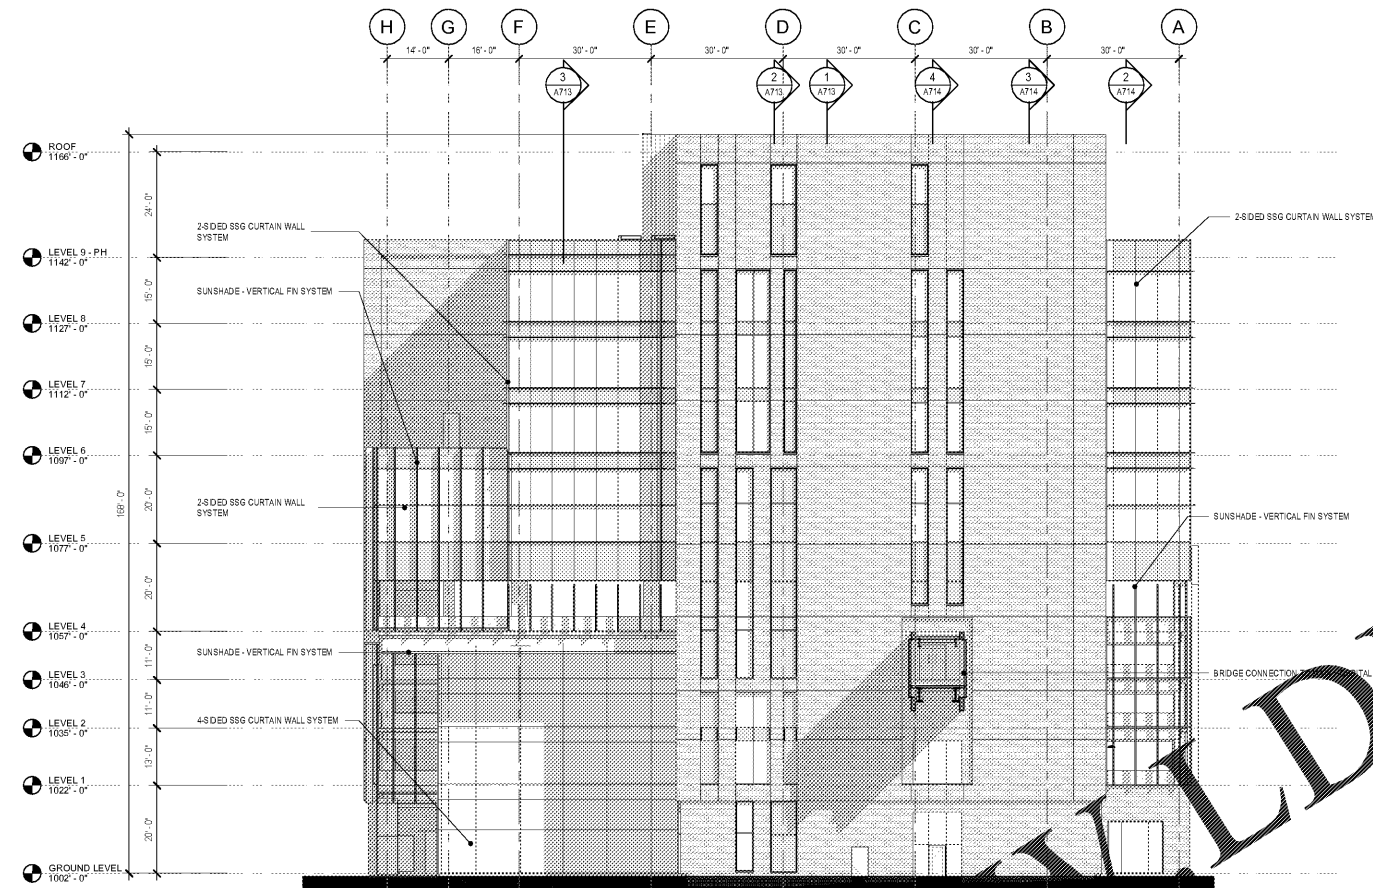 H G F E D C B A
14' - 0" 16' - 0" 30' - 0" 30' - 0" 30' - 0" 30' - 0" 30' - 0"
3
A713
2
A713
1
A713
4
A714
3
A714
2
A714
ROOF
1166' - 0"
24' - 0"
2-SIDED SSG CURTAIN WALL
SYSTEM
2-SIDED SSG CURTAIN WALL SYSTEM
LEVEL 9 - PH
1142' - 0"
15' - 0"
SUNSHADE - VERTICAL FIN SYSTEM
LEVEL 8
1127' - 0"
15' - 0"
LEVEL 7
1112' - 0"
15' - 0"
LEVEL 6
1097' - 0"
168' - 0"
20' - 0"
2-SIDED SSG CURTAIN WALL
SYSTEM
SUNSHADE - VERTICAL FIN SYSTEM
LEVEL 5
1077' - 0"
20' - 0"
LEVEL 4
1057' - 0"
11' - 0"
SUNSHADE - VERTICAL FIN SYSTEM
LEVEL 3
1046' - 0"
BRIDGE CONNECTION
11' - 0"
4-SIDED SSG CURTAIN WALL SYSTEM
LEVEL 2
1035' - 0"
13' - 0"
LEVEL 1
1022' - 0"
20' - 0"
GROUND LEVEL
1002' - 0"